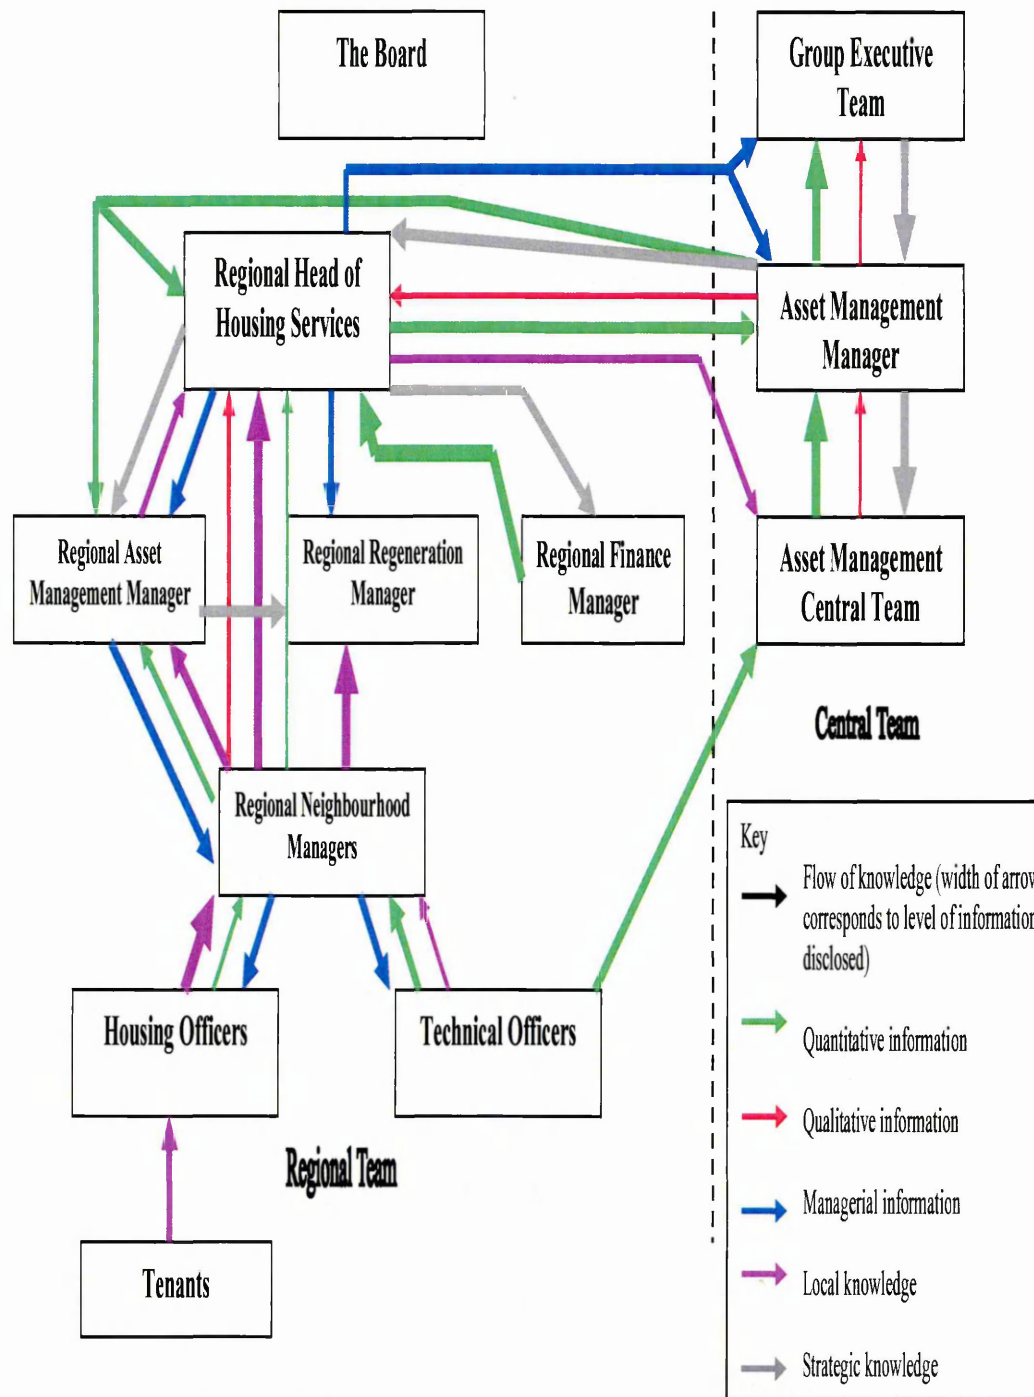 The Board
Group Executive
Team
Regional Head of
Housing Services
Asset Management
Manager
Regional Asset
Management Manager
Regional Regeneration
Manager
Regional Finance
Manager
Asset Management
Central Team
Central Team
Regional Neighbourhood
Managers
Housing Officers
Technical Officers
Regional Team
Tenants
Key
Flow of knowledge (width of arrow
corresponds to level of information
disclosed)
Quantitative information
Qualitative information
Managerial information
Local knowledge
Strategic knowledge